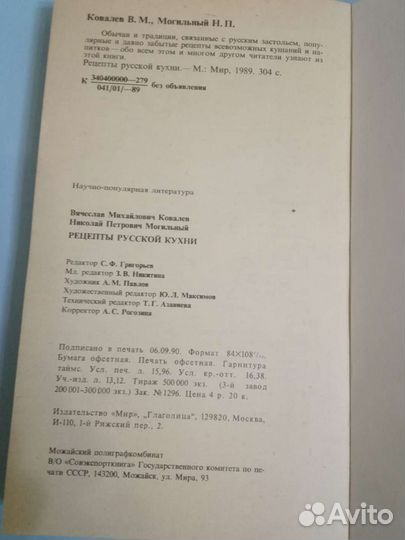 Ковалев В. М., Могильный Н. П.
Обычаи и традиции, связанные с русским застольем, попу-
лярные и давно забытые рецепты всевозможных кушаний и на-
питков — обо всем этом и многом другом читатели узнают из
этой книги.
Рецепты русской кухни.— М.: Мир, 1989. 304 с.
К 340400000—279
041/01/—89 без объявления
Научно-популярная литература
Вячеслав Михайлович Ковалев
Николай Петрович Могильный
РЕЦЕПТЫ РУССКОЙ КУХНИ
Редактор С. Ф. Григорьев
Мл. редактор З. В. Никитина
Художник А. М. Павлов
Художественный редактор Ю. Л. Максимов
Технический редактор Т. Г. Азаниева
Корректор А. С. Рогозина
Подписано в печать 06.09.90. Формат 84×108¹/
Бумага офсетная. Печать офсетная. Гарнитура
таймс. Усл. печ. л. 15,96. Усл. кр.-отт. 16,38.
Уч.-изд. л. 13,12. Тираж 500 000 экз. (3-й завод
200 001-300 000 экз.) Зак. № 1296. Цена 4 р. 20 к.
Издательство «Мир», „Глаголица", 129820, Москва,
И-110, 1-й Рижский пер., 2.
Можайский полиграфкомбинат
В/О «Совэкспорткнига» Государственного комитета по пе-
чати СССР, 143200, Можайск, ул. Мира, 93
Avito